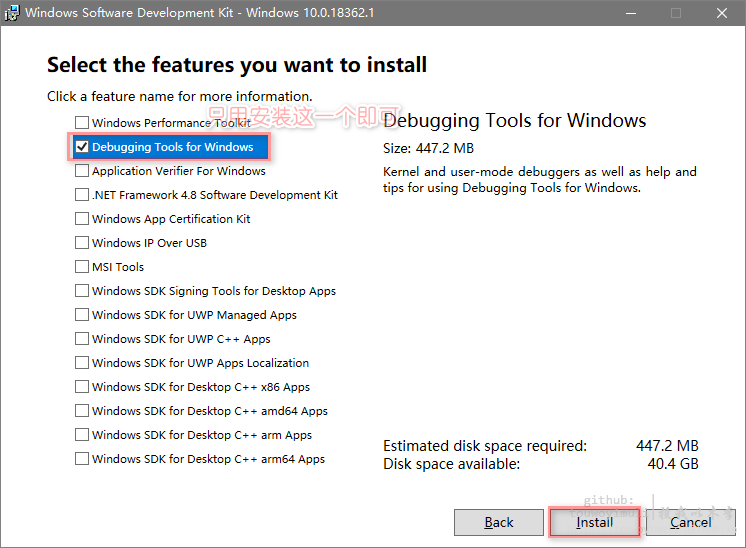 Windows Software Development Kit - Windows 10.0.18362.1
Select the features you want to install
Click a feature name for more information.
只用安装这一个即可
Windows Performance Toolkit
Debugging Tools for Windows
Application Verifier For Windows
.NET Framework 4.8 Software Development Kit
Windows App Certification Kit
Windows IP Over USB
MSI Tools
Windows SDK Signing Tools for Desktop Apps
Windows SDK for UWP Managed Apps
Windows SDK for UWP C++ Apps
Windows SDK for UWP Apps Localization
Windows SDK for Desktop C++ x86 Apps
Windows SDK for Desktop C++ amd64 Apps
Windows SDK for Desktop C++ arm Apps
Windows SDK for Desktop C++ arm64 Apps
Debugging Tools for Windows
Size: 447.2 MB
Kernel and user-mode debuggers as well as help and
tips for using Debugging Tools for Windows.
Estimated disk space required: 447.2 MB
Disk space available: 40.4 GB
github:
Back
Install
Cancel